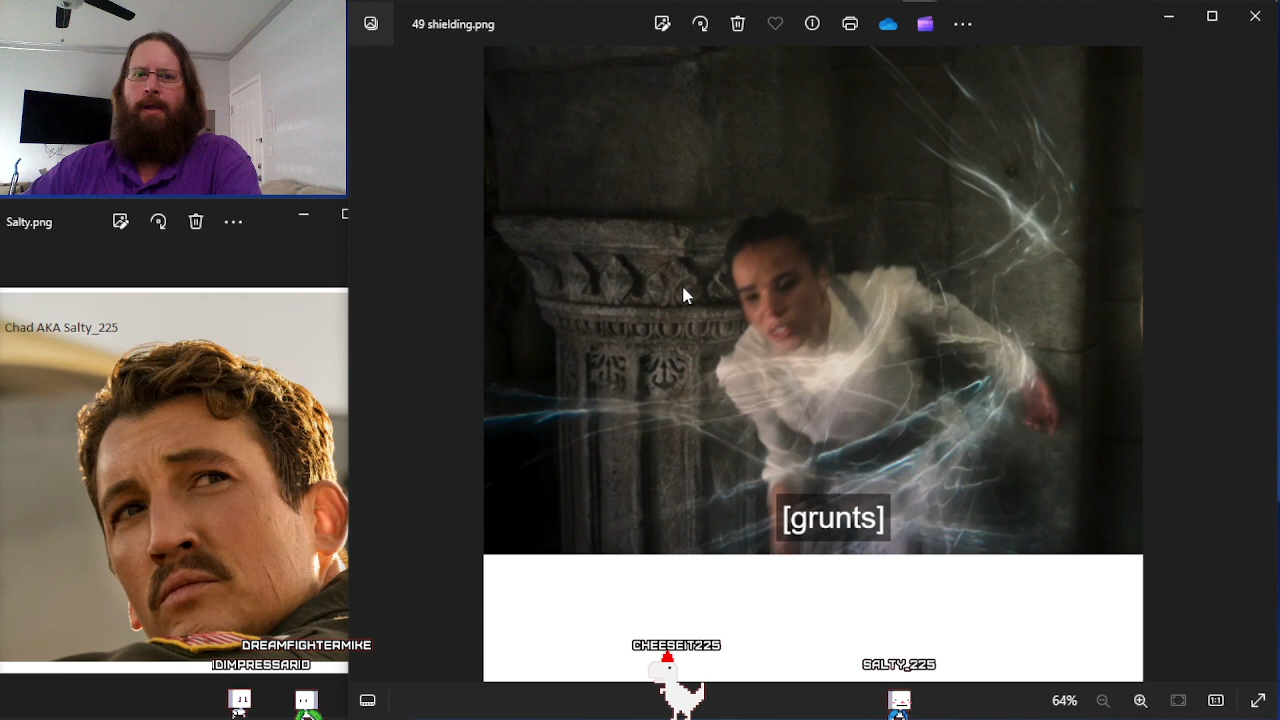 49 shielding.png
Salty.png
Chad AKA Salty_225
[grunts]
DREAMFIGHTERMIKE
IDIMPRESSARIO
CHEESEIT225
SALTY_225
64%